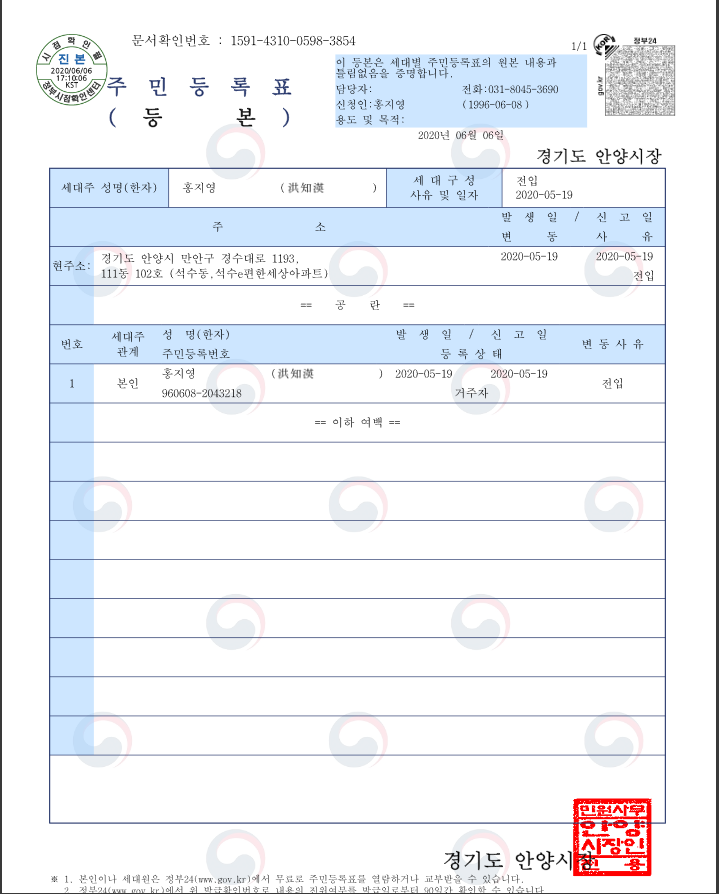 문서확인번호 : 1591-4310-0598-3854
1/1
정부24
gov.kr
시점확인필
진본
2020/06/06
17:10:06
KST
정부시점확인센터
주 민 등 록 표
( 등 본 )
이 등본은 세대별 주민등록표의 원본 내용과
틀림없음을 증명합니다.
담당자: 전화:031-8045-3690
신청인:홍지영 (1996-06-08 )
용도 및 목적:
2020년 06월 06일
경기도 안양시장
세대주 성명(한자) 홍지영 (洪知漢 ) 세 대 구 성 전입
사유 및 일자 2020-05-19
주 소 발 생 일 / 신 고 일
변 동 사 유
현주소: 경기도 안양시 만안구 경수대로 1193, 2020-05-19 2020-05-19
111동 102호 (석수동,석수e편한세상아파트) 전입
== 공 란 ==
번호 세대주 성 명(한자) 발 생 일 / 신 고 일 변 동 사 유
관계 주민등록번호 등 록 상 태
1 본인 홍지영 (洪知漢 ) 2020-05-19 2020-05-19 전입
960608-2043218 거주자
== 이하 여백 ==
경기도 안양시장
민원사무
안양
시장인
용
※ 1. 본인이나 세대원은 정부24(www.gov.kr)에서 무료로 주민등록표를 열람하거나 교부받을 수 있습니다.
2. 정부24(www.gov.kr)에서 위 발급확인번호로 내용의 진위여부를 발급일로부터 90일간 확인할 수 있습니다.